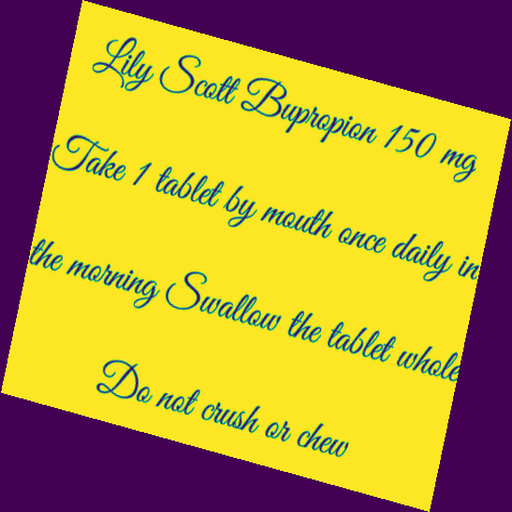 Lily Scott Bupropion 150 mg
Take 1 tablet by mouth once daily in
the morning Swallow the tablet whole
Do not crush or chew